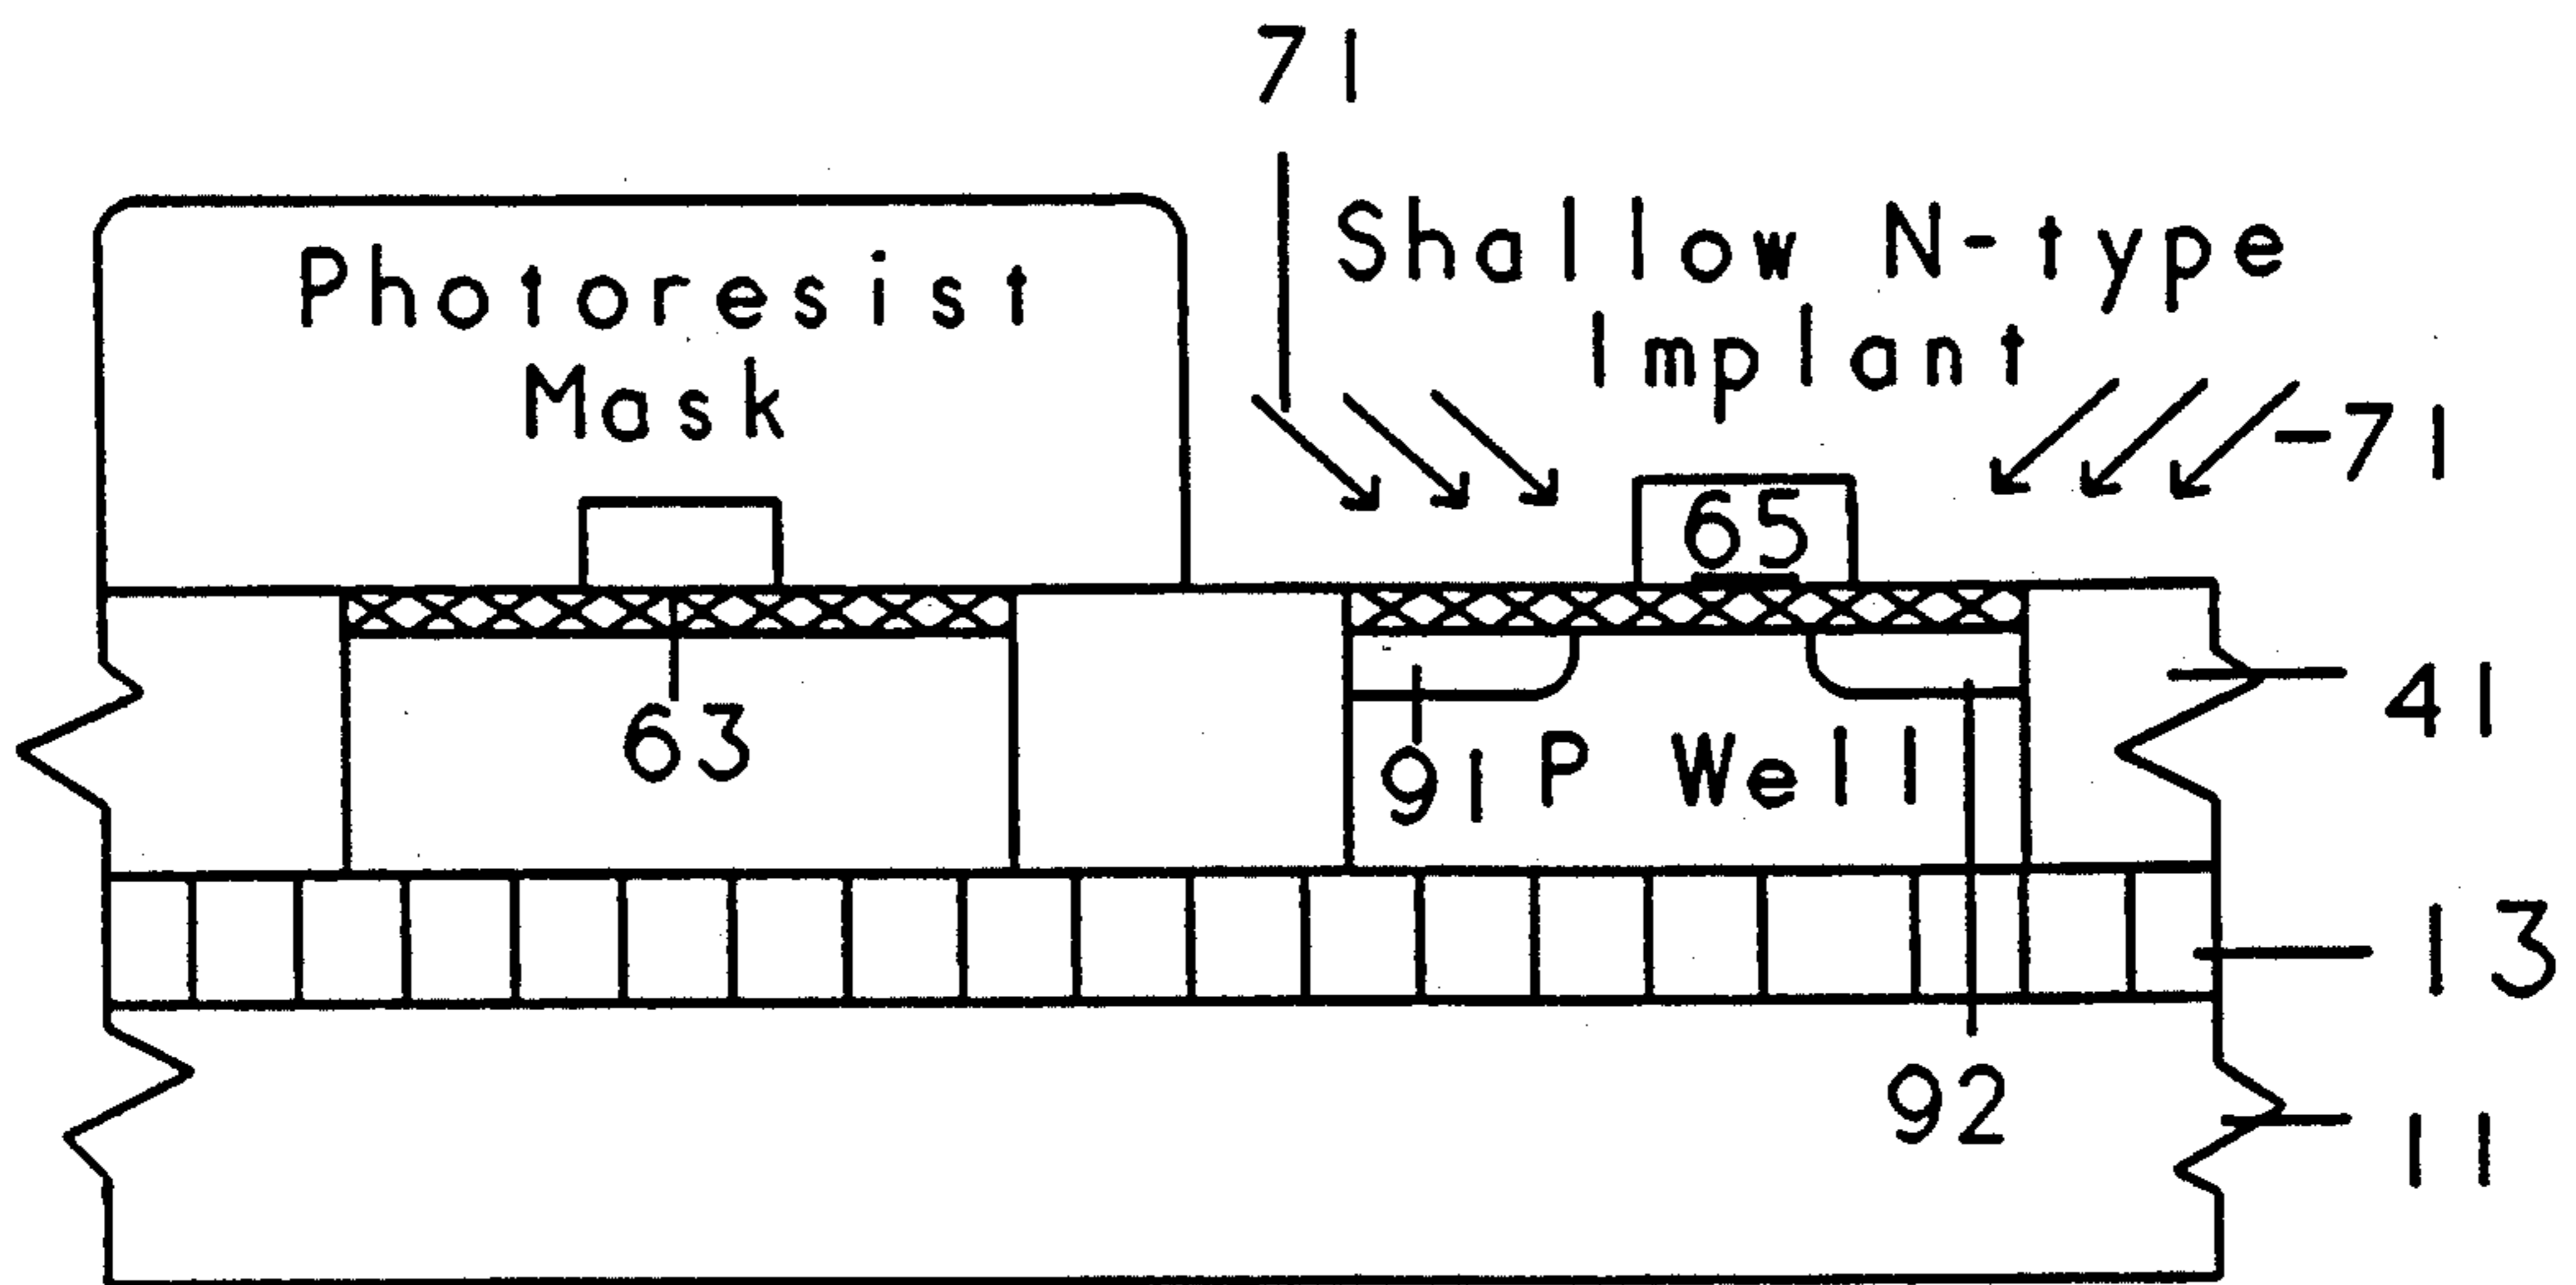 71
Shallow N-type
Implant
Photoresist
Mask
-71
65
63
91
P Well
41
13
92
11